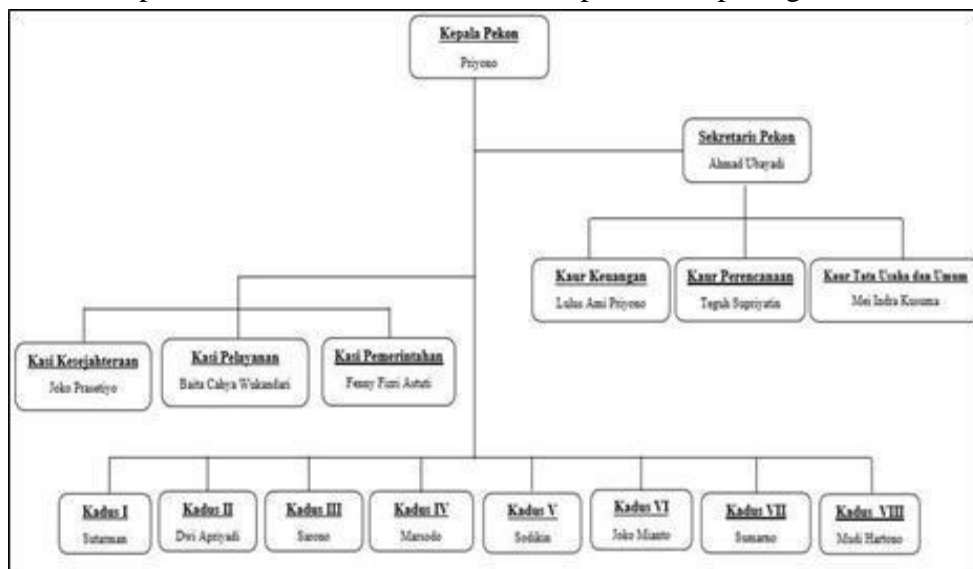 Kepala Pekon
Priyono
Sekretaris Pekon
Ahmad Ubayadi
Kaur Keuangan
Lulus Ami Priyono
Kaur Perencanaan
Teguh Supriyatin
Kaur Tata Usaha dan Umum
Mei Indra Kusuma
Kasi Kesejahteraan
Joko Prasetiyo
Kasi Pelayanan
Baita Cahya Wulandari
Kasi Pemerintahan
Fenny Astuti
Kadus I
Sutarman
Kadus II
Dwi Apriyadi
Kadus III
Sarono
Kadus IV
Marsodo
Kadus V
Sodikin
Kadus VI
Joko Mianto
Kadus VII
Sumarno
Kadus VIII
Mudi Hartono